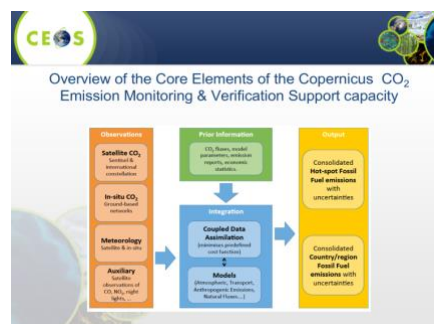 CEOS
Overview of the Core Elements of the Copernicus CO2
Emission Monitoring & Verification Support capacity
Observations
Satellite CO2
Sentinel &
international
constellation
In-situ CO2
Ground-based
networks
Meteorology
Satellite & in situ
Auxiliary
Satellite
observations of
CO, NO2, night
lights, ...
Prior Information
CO2 fluxes, model
parameters, emission
reports, economic
statistics
Integration
Coupled Data
Assimilation
(minimises predefined
cost function)
Models
(Atmospheric, Transport,
Anthropogenic Emissions,
Natural Fluxes...)
Output
Consolidated
Hot-spot Fossil
Fuel emissions
with
uncertainties
Consolidated
Country/region
Fossil Fuel
emissions with
uncertainties